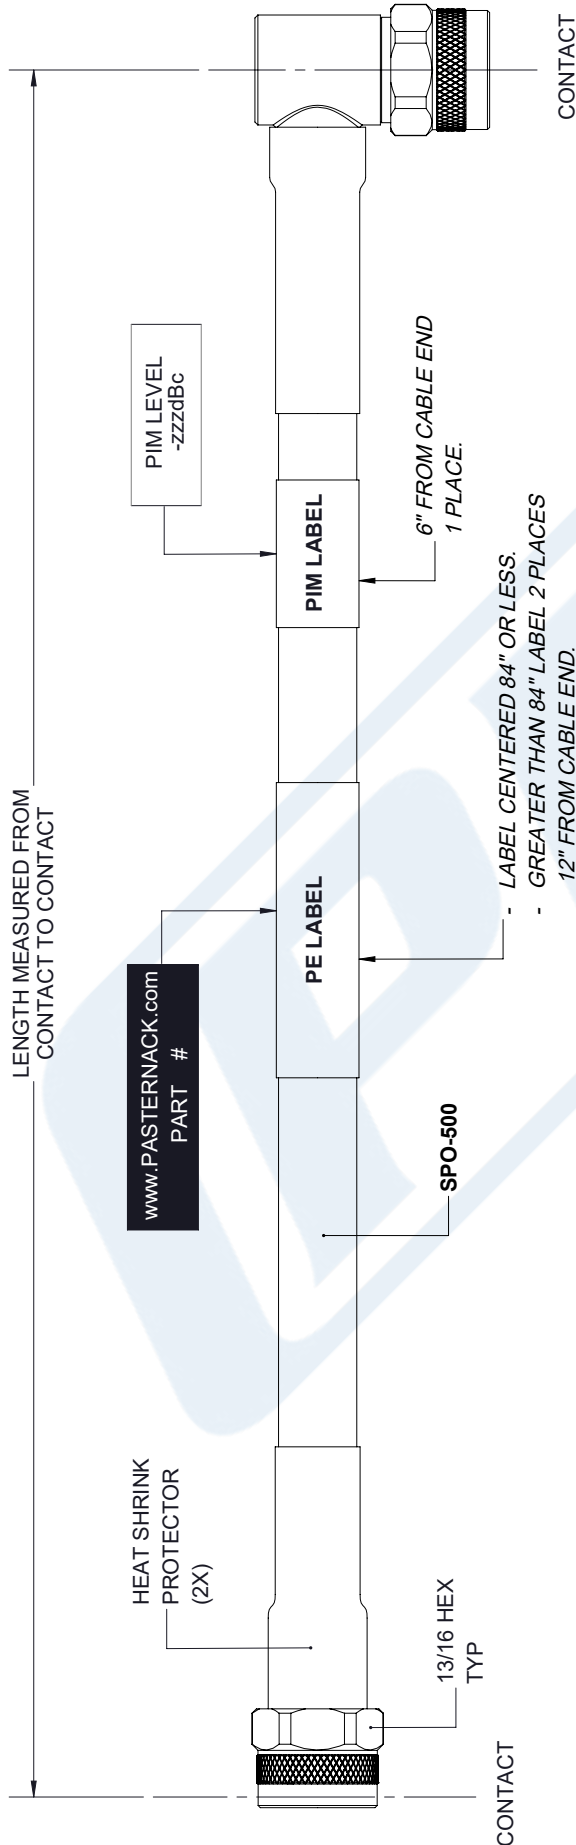 LENGTH MEASURED FROM
CONTACT TO CONTACT
HEAT SHRINK
PROTECTOR
(2X)
www.PASTERNACK.com
PART #
PIM LEVEL
-zzzdBc
PE LABEL
PIM LABEL
13/16 HEX
TYP
SPO-500
- LABEL CENTERED 84" OR LESS.
- GREATER THAN 84" LABEL 2 PLACES
12" FROM CABLE END.
6" FROM CABLE END
1 PLACE.
CONTACT
CONTACT